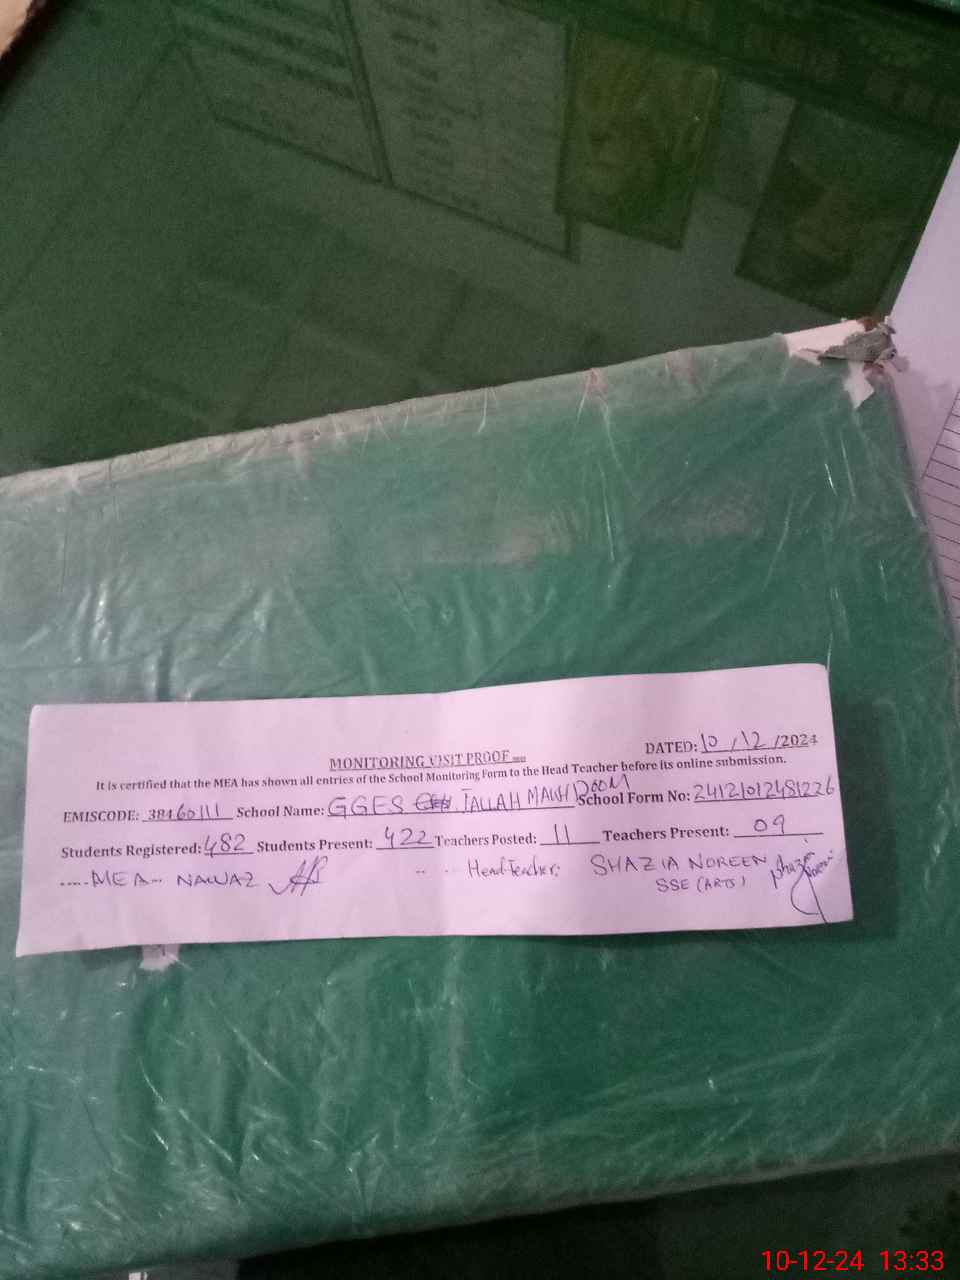 MONITORING VISIT PROOF
DATED: 10/12/2024
It is certified that the MEA has shown all entries of the School Monitoring Form to the Head Teacher before its online submission.
EMISCODE: 38460111 School Name: GGES TALLAH MAKHDOOM School Form No: 24121012481226
Students Registered: 482 Students Present: 422 Teachers Posted: 11 Teachers Present: 09
.....MEA... NAWAZ Head Teacher: SHAZIA NOREEN
SSE (ARTS)
10-12-24 13:33